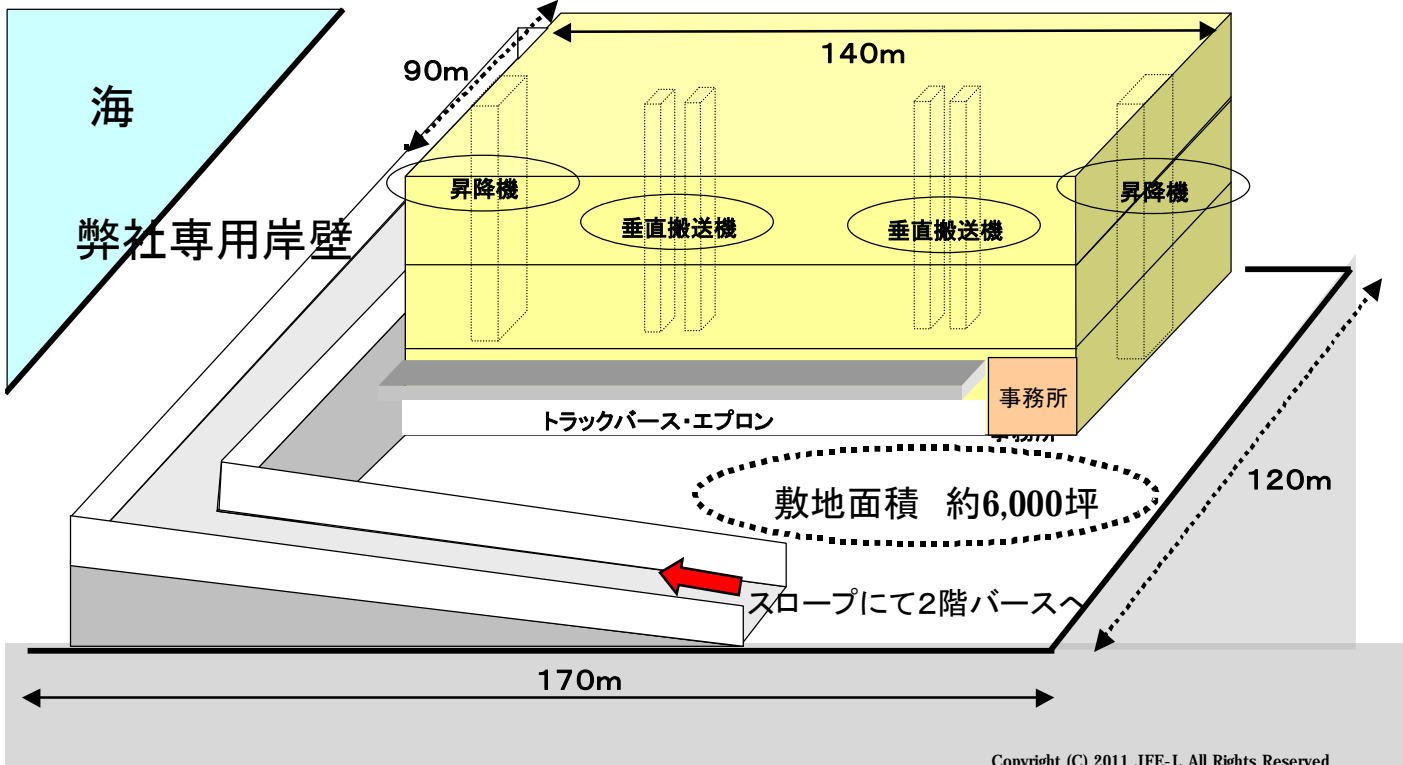 140m
90m
海
昇降機
昇降機
垂直搬送機
垂直搬送機
弊社専用岸壁
事務所
トラックバース・エプロン
事務所
120m
敷地面積 約6,000坪
スロープにて2階バースへ
170m
Copyright (C) 2011 JFE-L All Rights Reserved